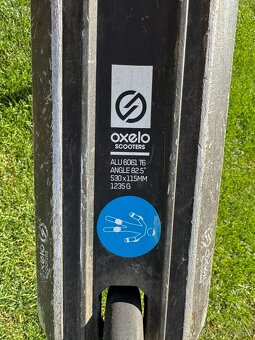 oxelo
SCOOTERS
ALU 6061 T6
ANGLE 82.5°
530 x 115MM
1235 G